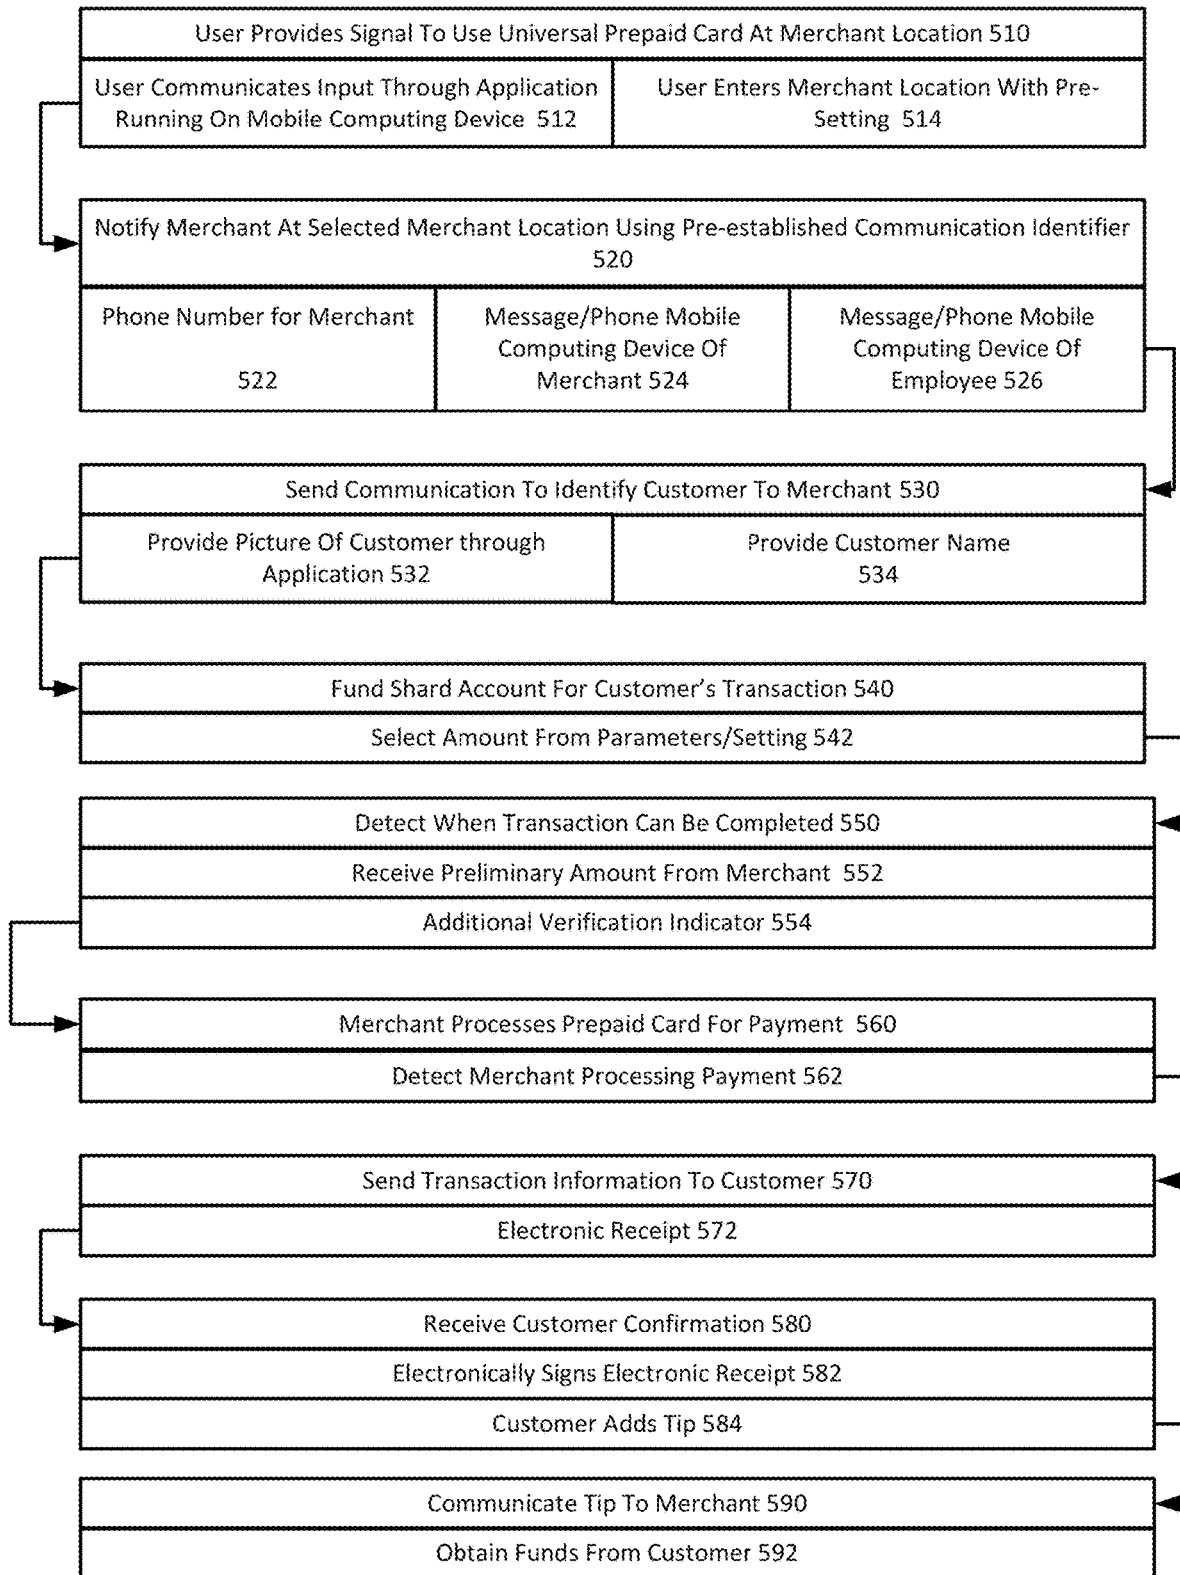 User Provides Signal To Use Universal Prepaid Card At Merchant Location 510
User Communicates Input Through Application
Running On Mobile Computing Device 512
User Enters Merchant Location With Pre-
Setting 514
Notify Merchant At Selected Merchant Location Using Pre-established Communication Identifier
520
Phone Number for Merchant
522
Message/Phone Mobile
Computing Device Of
Merchant 524
Message/Phone Mobile
Computing Device Of
Employee 526
Send Communication To Identify Customer To Merchant 530
Provide Picture Of Customer through
Application 532
Provide Customer Name
534
Fund Shard Account For Customer's Transaction 540
Select Amount From Parameters/Setting 542
Detect When Transaction Can Be Completed 550
Receive Preliminary Amount From Merchant 552
Additional Verification Indicator 554
Merchant Processes Prepaid Card For Payment 560
Detect Merchant Processing Payment 562
Send Transaction Information To Customer 570
Electronic Receipt 572
Receive Customer Confirmation 580
Electronically Signs Electronic Receipt 582
Customer Adds Tip 584
Communicate Tip To Merchant 590
Obtain Funds From Customer 592